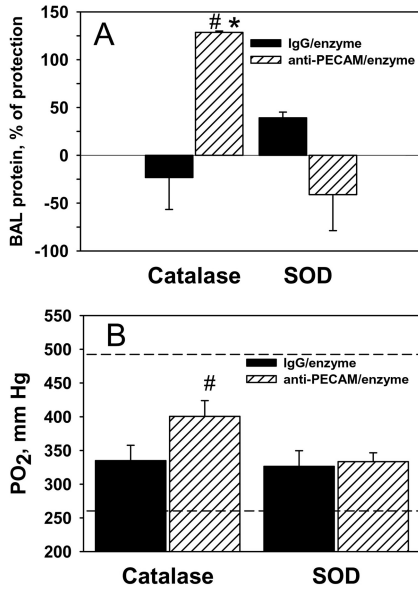 A
# *
IgG/enzyme
anti-PECAM/enzyme
BAL protein, % of protection
100
50
0
-50
-100
Catalase SOD
B
IgG/enzyme
anti-PECAM/enzyme
#
PO2, mm Hg
550
500
450
400
350
300
250
200
Catalase SOD